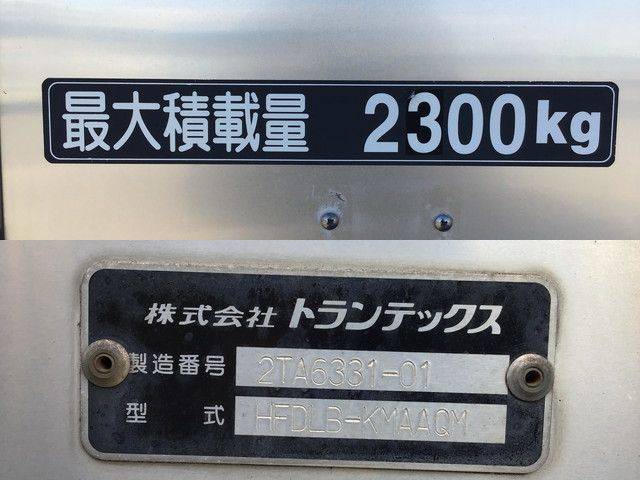 最大積載量 2300kg
株式会社 トランテックス
製造番号 2TA6331-01
型式 HFDLB-KMAAQM